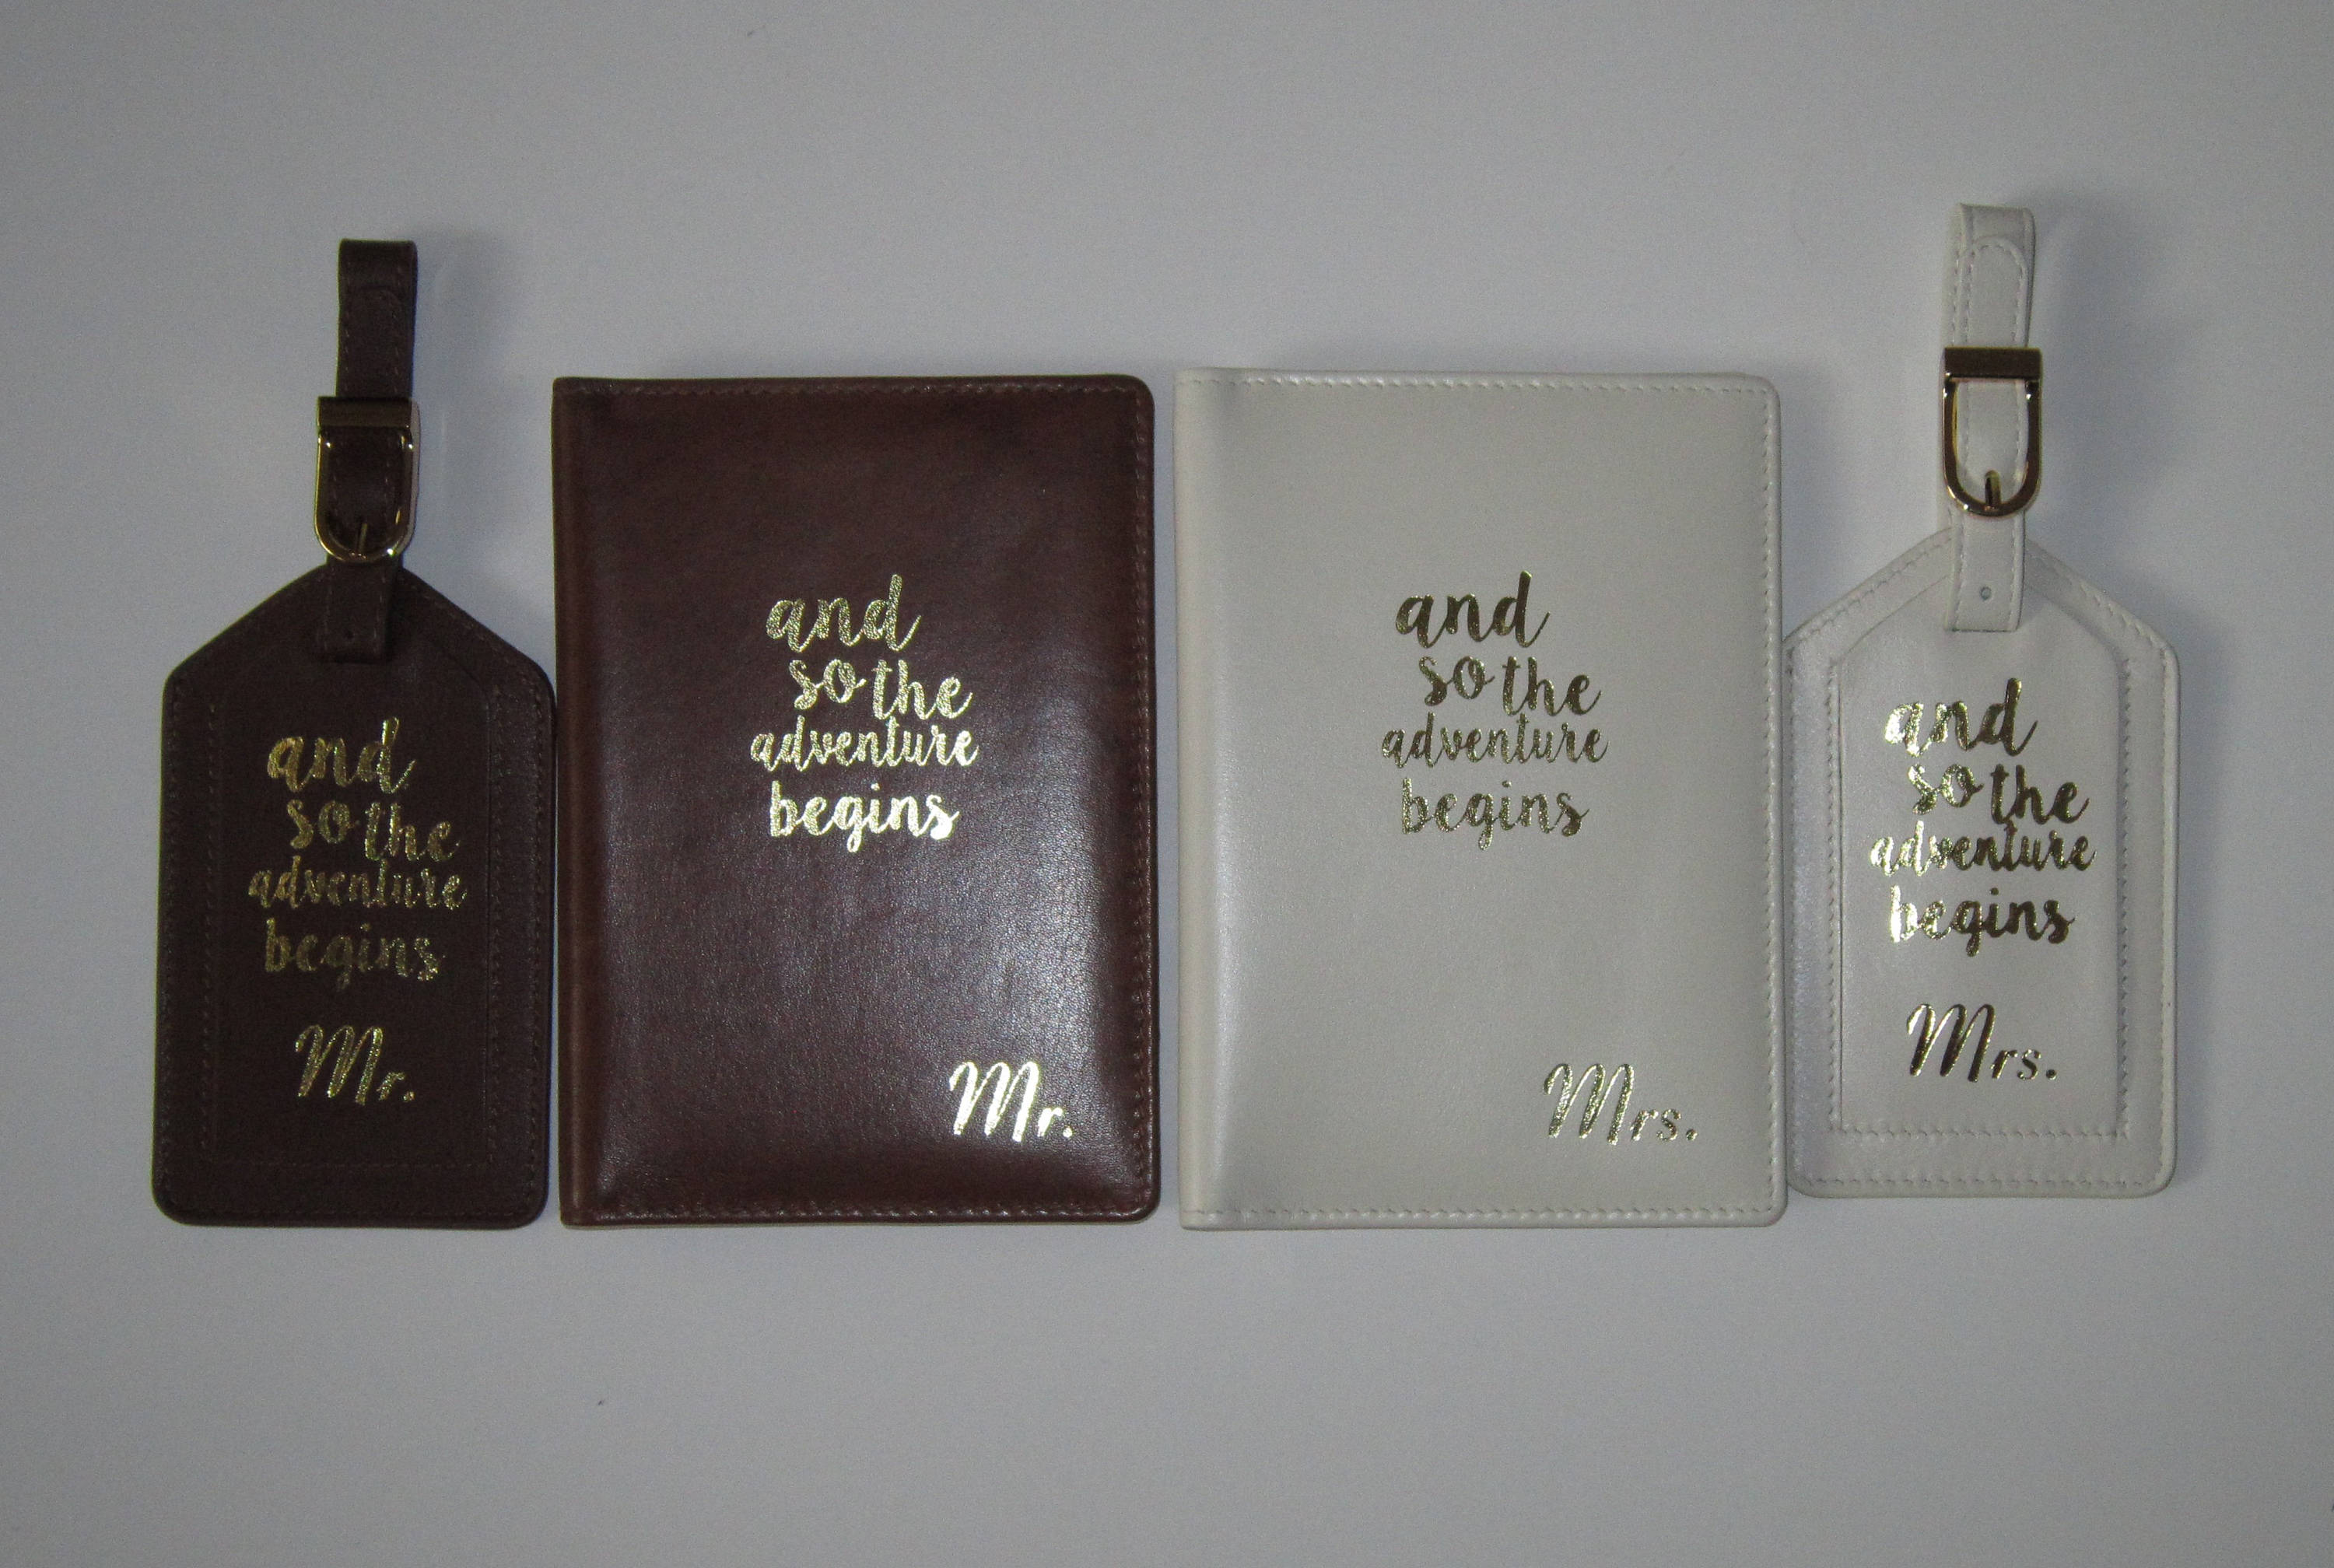 and
so the
adventure
begins
Mr.
and
so the
adventure
begins
Mr.
and
so the
adventure
begins
Mrs.
and
so the
adventure
begins
Mrs.